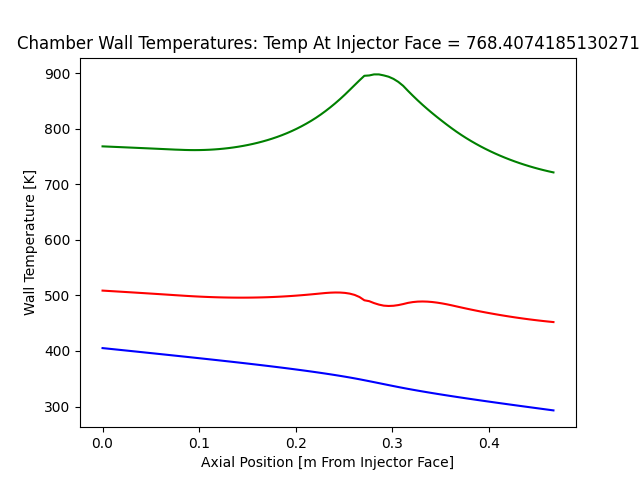 Chamber Wall Temperatures: Temp At Injector Face = 768.4074185130271
900
800
700
600
500
400
300
Wall Temperature [K]
0.0 0.1 0.2 0.3 0.4
Axial Position [m From Injector Face]